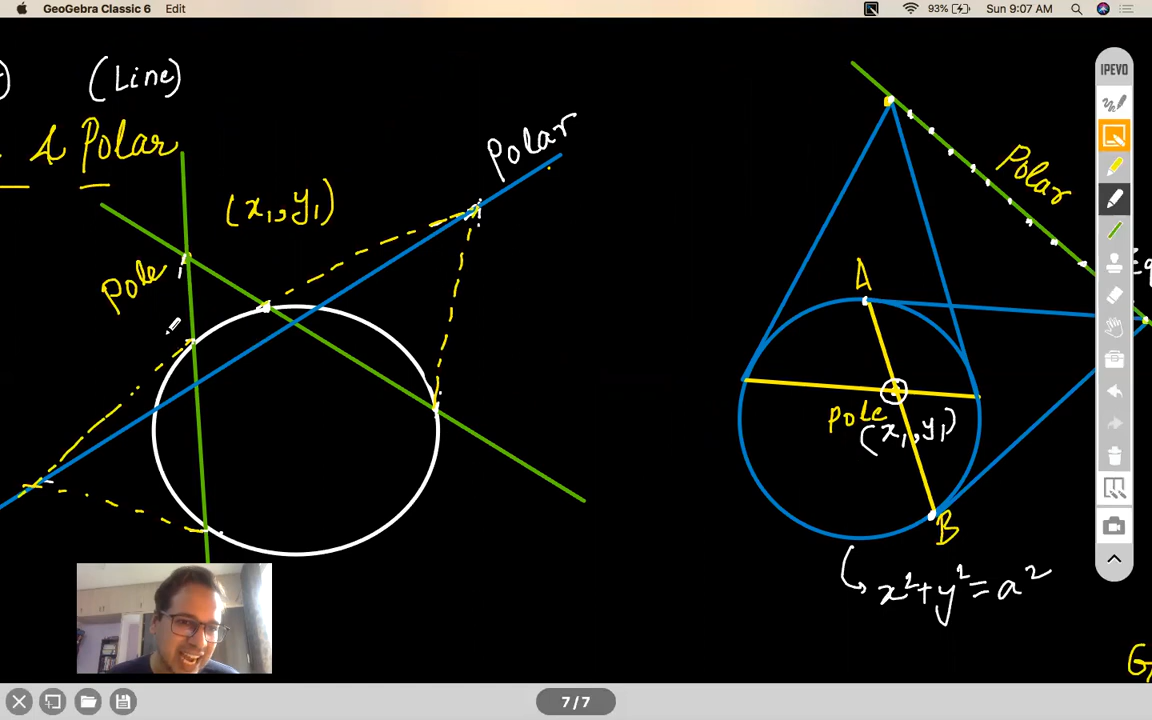 GeoGebra Classic 6 Edit
93% Sun 9:07 AM
(Line)
& Polar
Polar
(x₁, y₁)
Pole
Polar
IPEVO
A
Pole
(x₁, y₁)
B
x² + y² = a²
G
7/7